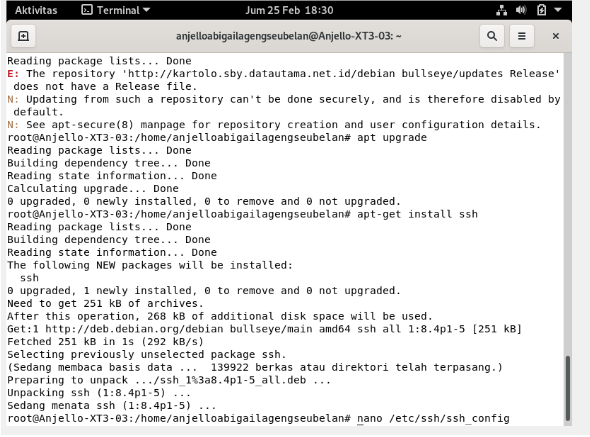 Aktivitas Terminal Jum 25 Feb 18:30
anjelloabigailagengseubelan@Anjello-XT3-03: ~
Reading package lists... Done
E: The repository 'http://kartolo.sby.datautama.net.id/debian bullseye/updates Release'
does not have a Release file.
N: Updating from such a repository can't be done securely, and is therefore disabled by
default.
N: See apt-secure(8) manpage for repository creation and user configuration details.
root@Anjello-XT3-03:/home/anjelloabigailagengseubelan# apt upgrade
Reading package lists... Done
Building dependency tree... Done
Reading state information... Done
Calculating upgrade... Done
0 upgraded, 0 newly installed, 0 to remove and 0 not upgraded.
root@Anjello-XT3-03:/home/anjelloabigailagengseubelan# apt-get install ssh
Reading package lists... Done
Building dependency tree... Done
Reading state information... Done
The following NEW packages will be installed:
ssh
0 upgraded, 1 newly installed, 0 to remove and 0 not upgraded.
Need to get 251 kB of archives.
After this operation, 268 kB of additional disk space will be used.
Get:1 http://deb.debian.org/debian bullseye/main amd64 ssh all 1:8.4p1-5 [251 kB]
Fetched 251 kB in 1s (292 kB/s)
Selecting previously unselected package ssh.
(Sedang membaca basis data ... 139922 berkas atau direktori telah terpasang.)
Preparing to unpack .../ssh_1%3a8.4p1-5_all.deb ...
Unpacking ssh (1:8.4p1-5) ...
Sedang menata ssh (1:8.4p1-5) ...
root@Anjello-XT3-03:/home/anjelloabigailagengseubelan# nano /etc/ssh/ssh_config